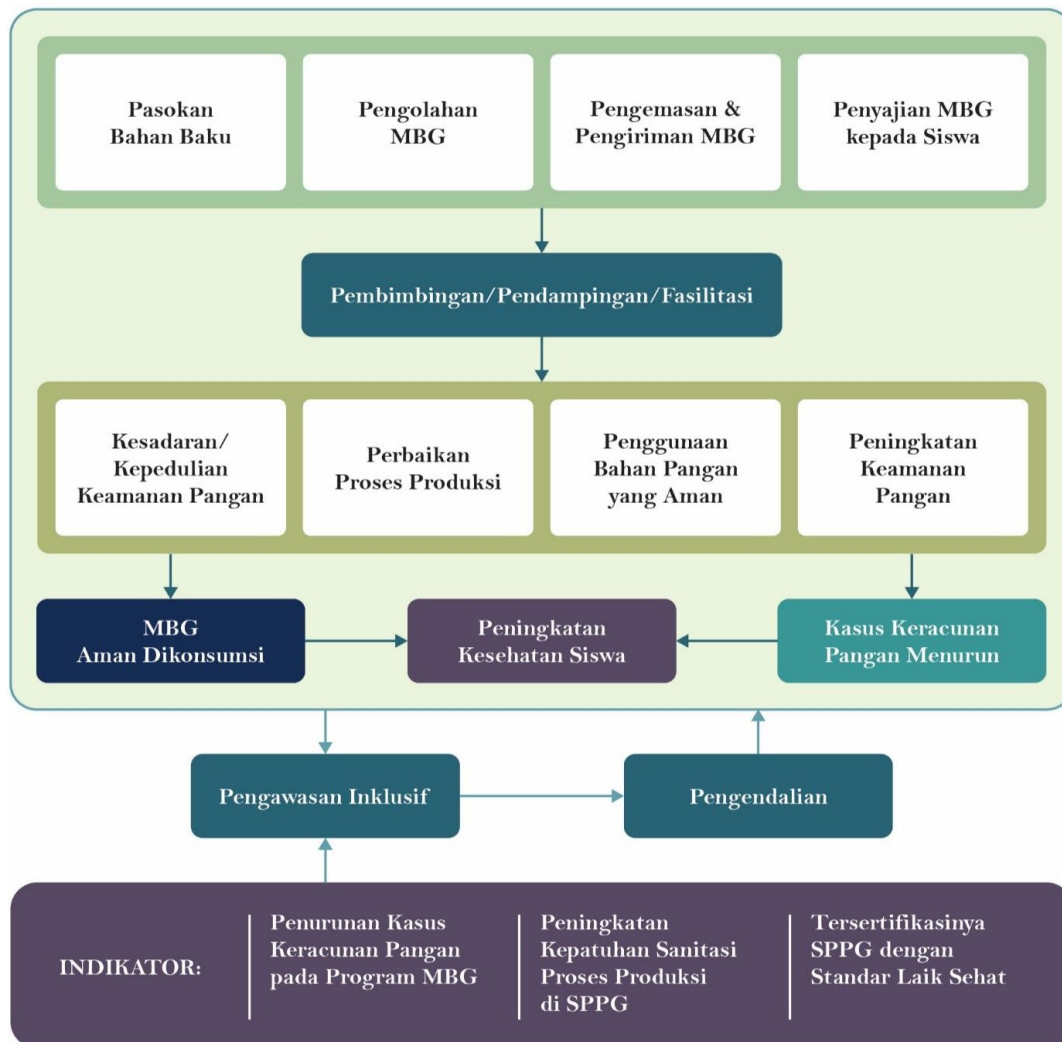 Pasokan
Bahan Baku
Pengolahan
MBG
Pengemasan &
Pengiriman MBG
Penyajian MBG
kepada Siswa
Pembimbingan/Pendampingan/Fasilitasi
Kesadaran/
Kepedulian
Keamanan Pangan
Perbaikan
Proses Produksi
Penggunaan
Bahan Pangan
yang Aman
Peningkatan
Keamanan
Pangan
MBG
Aman Dikonsumsi
Peningkatan
Kesehatan Siswa
Kasus Keracunan
Pangan Menurun
Pengawasan Inklusif
Pengendalian
INDIKATOR:
Penurunan Kasus
Keracunan Pangan
pada Program MBG
Peningkatan
Kepatuhan Sanitasi
Proses Produksi
di SPPG
Tersertifikasinya
SPPG dengan
Standar Laik Sehat